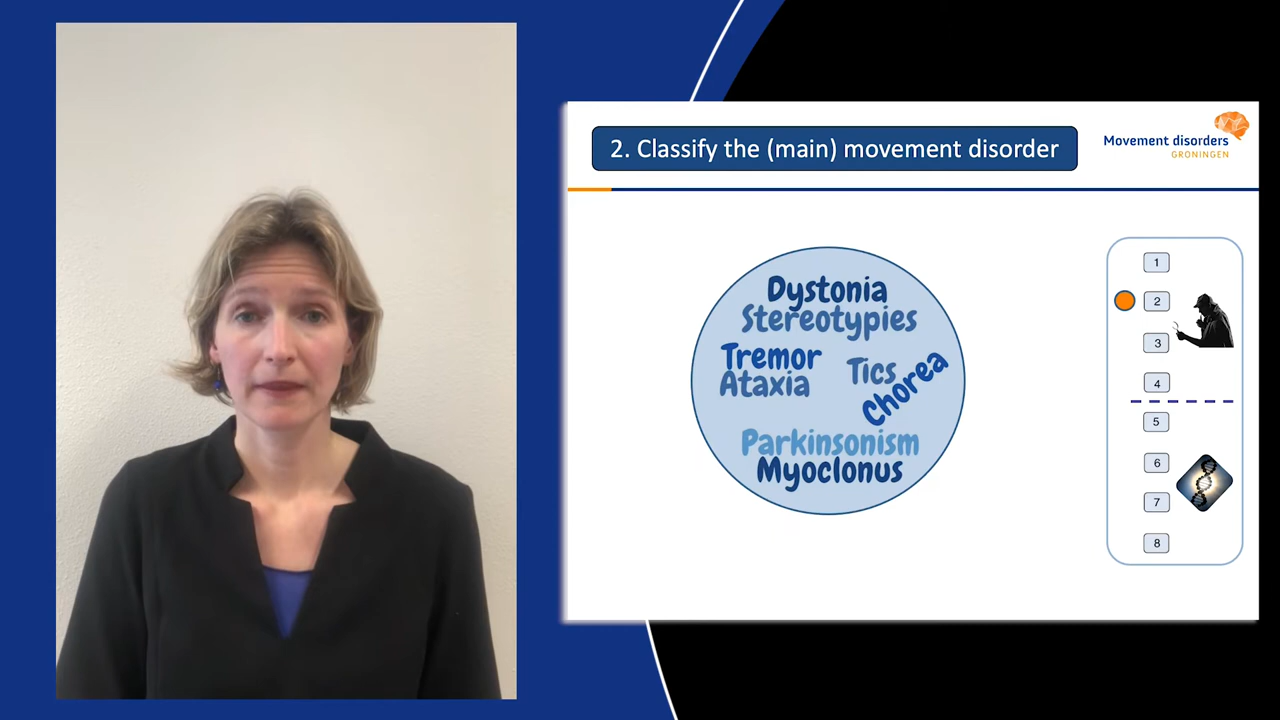 2. Classify the (main) movement disorder
Movement disorders
GRONINGEN
Dystonia
Stereotypies
Tremor
Ataxia
Tics
Chorea
Parkinsonism
Myoclonus
1
2
3
4
5
6
7
8